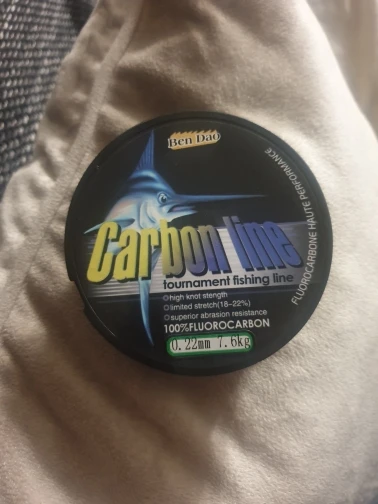 Ben Dao
Carbon line
tournament fishing line
high knot strength
limited stretch(18-22%)
superior abrasion resistance
100%FLUOROCARBON
0.22mm 7.6kg
FLUOROCARBONE HAUTE PERFORMANCE